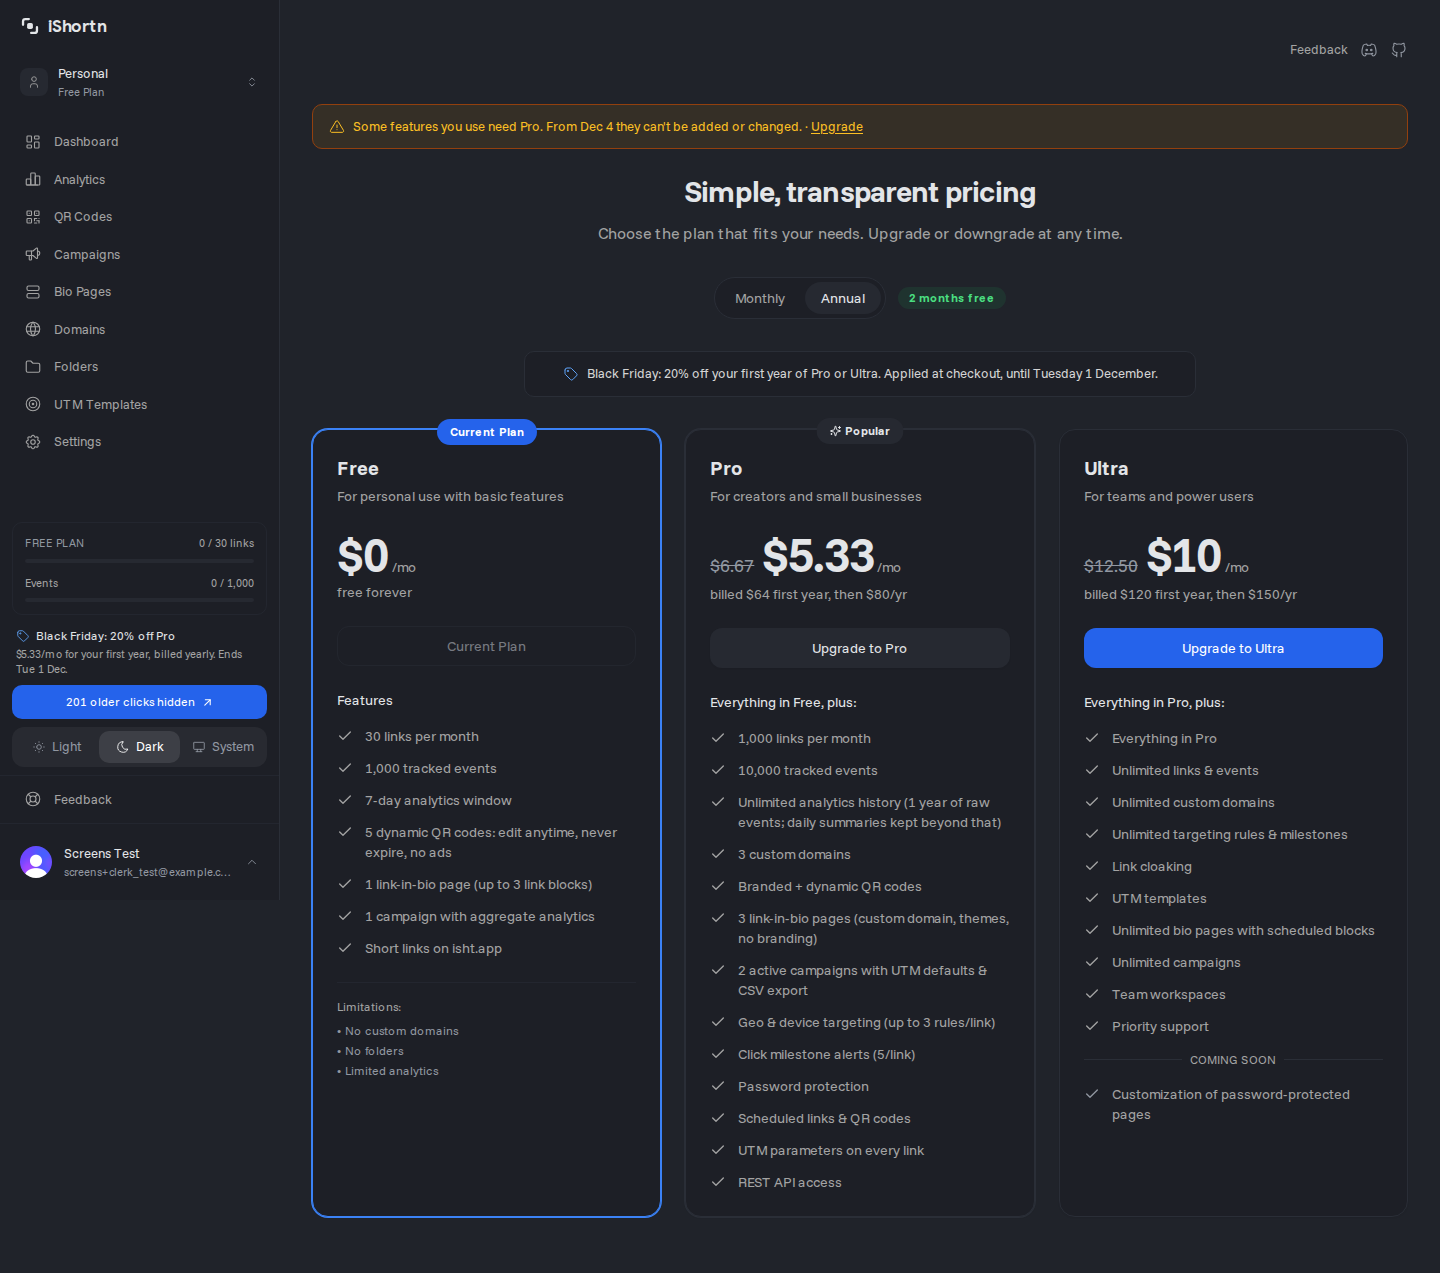 iShortn
Personal
Free Plan
Dashboard
Analytics
QR Codes
Campaigns
Bio Pages
Domains
Folders
UTM Templates
Settings
FREE PLAN 0 / 30 links
Events 0 / 1,000
Black Friday: 20% off Pro
$5.33/mo for your first year, billed yearly. Ends
Tue 1 Dec.
201 older clicks hidden
Light Dark System
Feedback
Screens Test
screens+clerk_test@example.c...
Feedback
Some features you use need Pro. From Dec 4 they can't be added or changed. · Upgrade
Simple, transparent pricing
Choose the plan that fits your needs. Upgrade or downgrade at any time.
Monthly Annual 2 months free
Black Friday: 20% off your first year of Pro or Ultra. Applied at checkout, until Tuesday 1 December.
Current Plan
Free
For personal use with basic features
$0 /mo
free forever
Current Plan
Features
30 links per month
1,000 tracked events
7-day analytics window
5 dynamic QR codes: edit anytime, never
expire, no ads
1 link-in-bio page (up to 3 link blocks)
1 campaign with aggregate analytics
Short links on isht.app
Limitations:
• No custom domains
• No folders
• Limited analytics
Popular
Pro
For creators and small businesses
$6.67 $5.33 /mo
billed $64 first year, then $80/yr
Upgrade to Pro
Everything in Free, plus:
1,000 links per month
10,000 tracked events
Unlimited analytics history (1 year of raw
events; daily summaries kept beyond that)
3 custom domains
Branded + dynamic QR codes
3 link-in-bio pages (custom domain, themes,
no branding)
2 active campaigns with UTM defaults &
CSV export
Geo & device targeting (up to 3 rules/link)
Click milestone alerts (5/link)
Password protection
Scheduled links & QR codes
UTM parameters on every link
REST API access
Ultra
For teams and power users
$12.50 $10 /mo
billed $120 first year, then $150/yr
Upgrade to Ultra
Everything in Pro, plus:
Everything in Pro
Unlimited links & events
Unlimited custom domains
Unlimited targeting rules & milestones
Link cloaking
UTM templates
Unlimited bio pages with scheduled blocks
Unlimited campaigns
Team workspaces
Priority support
COMING SOON
Customization of password-protected
pages